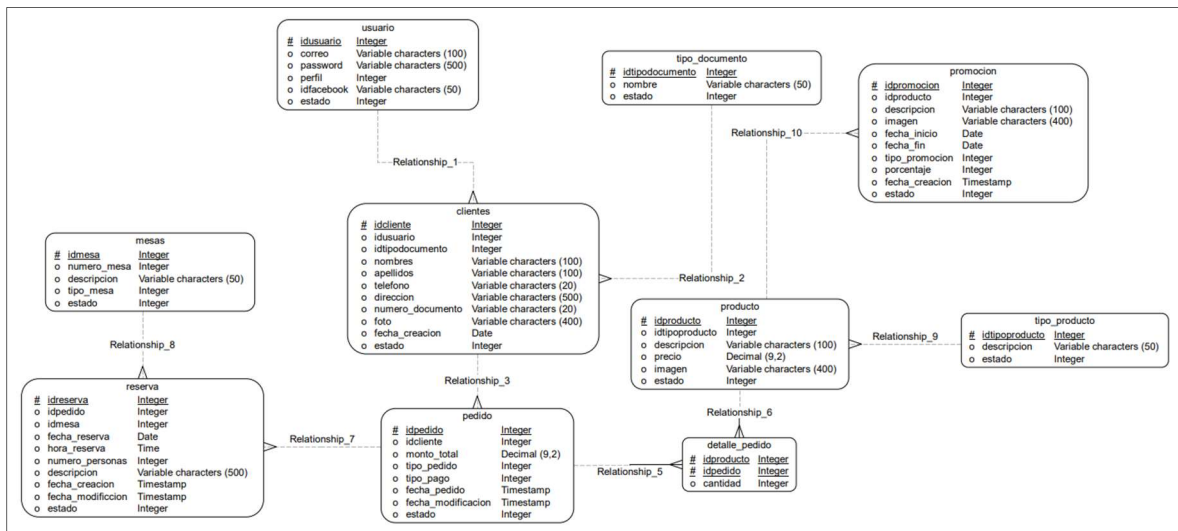 usuario
# idusuario Integer
o correo Variable characters (100)
o password Variable characters (500)
o perfil Integer
o idfacebook Variable characters (50)
o estado Integer
tipo_documento
# idtipodocumento Integer
o nombre Variable characters (50)
o estado Integer
promocion
# idpromocion Integer
o idproducto Integer
o descripcion Variable characters (100)
o imagen Variable characters (400)
o fecha_inicio Date
o fecha_fin Date
o tipo_promocion Integer
o porcentaje Integer
o fecha_creacion Timestamp
o estado Integer
Relationship_10
Relationship_1
clientes
# idcliente Integer
o idusuario Integer
o idtipodocumento Integer
o nombres Variable characters (100)
o apellidos Variable characters (100)
o telefono Variable characters (20)
o direccion Variable characters (500)
o numero_documento Variable characters (20)
o foto Variable characters (400)
o fecha_creacion Date
o estado Integer
mesas
# idmesa Integer
o numero_mesa Integer
o descripcion Variable characters (50)
o tipo_mesa Integer
o estado Integer
Relationship_2
producto
# idproducto Integer
o idtipoproducto Integer
o descripcion Variable characters (100)
o precio Decimal (9,2)
o imagen Variable characters (400)
o estado Integer
Relationship_9
tipo_producto
# idtipoproducto Integer
o descripcion Variable characters (50)
o estado Integer
Relationship_8
Relationship_3
reserva
# idreserva Integer
o idpedido Integer
o idmesa Integer
o fecha_reserva Date
o hora_reserva Time
o numero_personas Integer
o descripcion Variable characters (500)
o fecha_creacion Timestamp
o fecha_modificcion Timestamp
o estado Integer
Relationship_7
pedido
# idpedido Integer
o idcliente Integer
o monto_total Decimal (9,2)
o tipo_pedido Integer
o tipo_pago Integer
o fecha_pedido Timestamp
o fecha_modificacion Timestamp
o estado Integer
Relationship_6
Relationship_5
detalle_pedido
# idproducto Integer
# idpedido Integer
o cantidad Integer